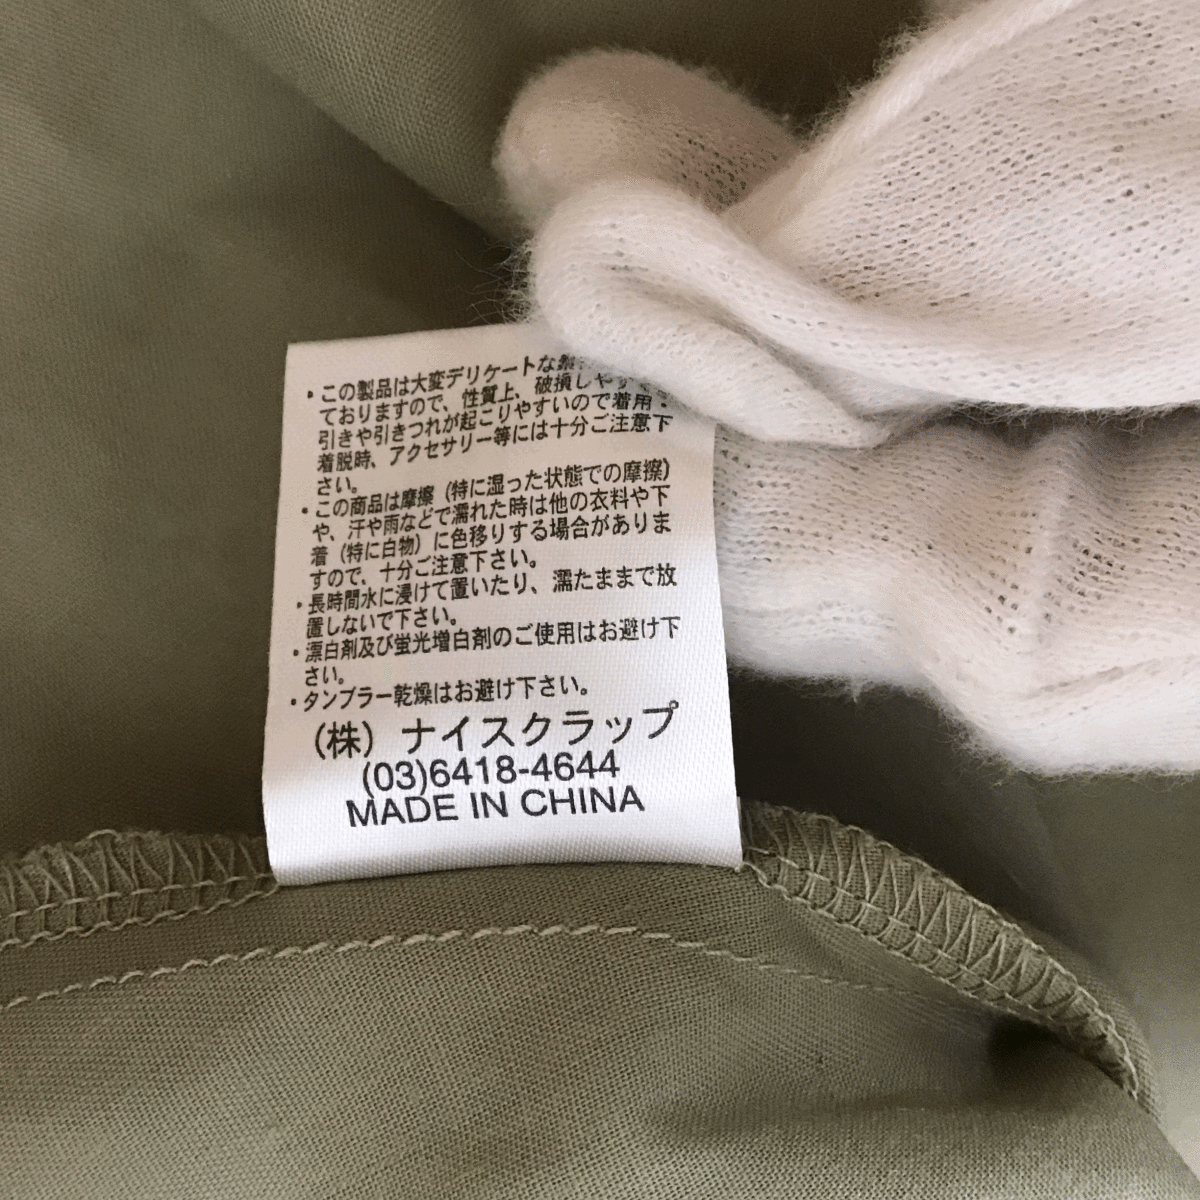 ・この製品は大変デリケートな素
ておりますので、性質上、破損しやすく
引きや引きつれが起こりやすいので着用・
着脱時、アクセサリー等には十分ご注意下
さい。
・この商品は摩擦(特に湿った状態での摩擦)
や、汗や雨などで濡れた時は他の衣料や下
着(特に白物)に色移りする場合がありま
すので、十分ご注意下さい。
・長時間水に浸けて置いたり、濡たままで放
置しないで下さい。
・漂白剤及び蛍光増白剤のご使用はお避け下
さい。
・タンブラー乾燥はお避け下さい。
(株) ナイスクラップ
(03)6418-4644
MADE IN CHINA